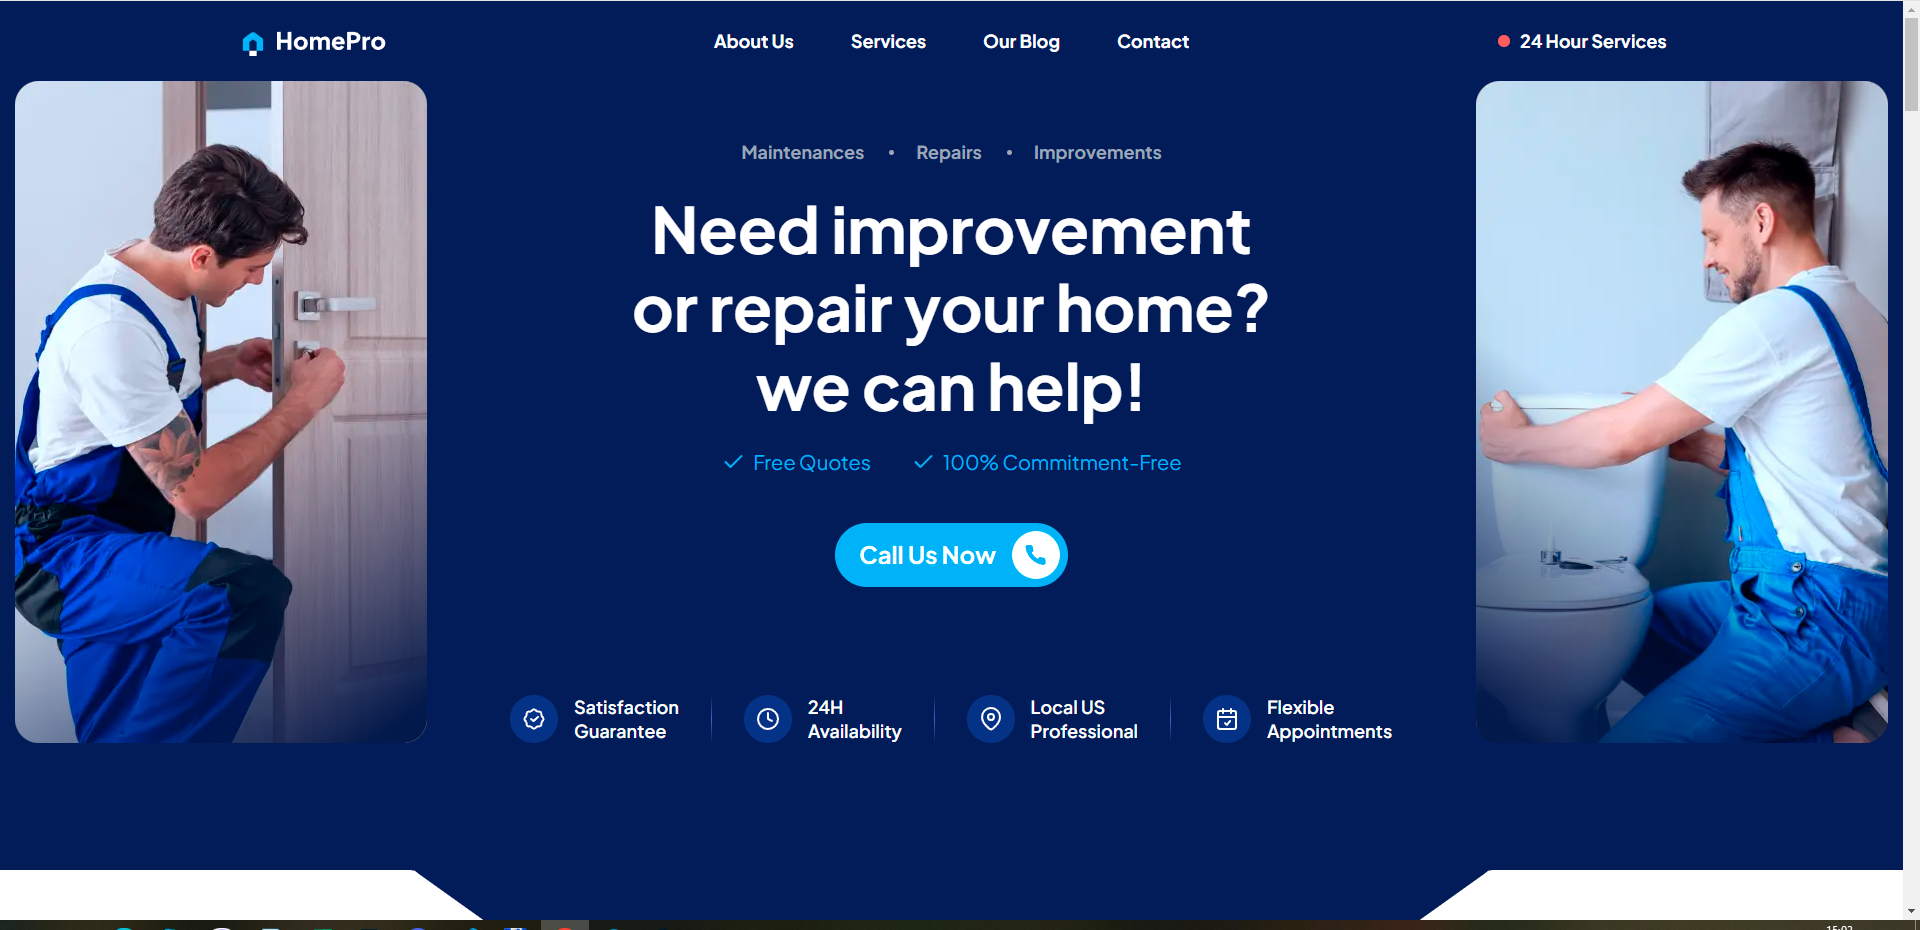 HomePro
About Us
Services
Our Blog
Contact
24 Hour Services
Maintenances • Repairs • Improvements
Need improvement
or repair your home?
we can help!
Free Quotes
100% Commitment-Free
Call Us Now
Satisfaction
Guarantee
24H
Availability
Local US
Professional
Flexible
Appointments